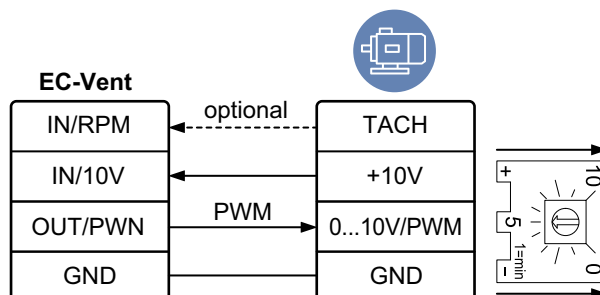 EC-Vent
optional
IN/RPM
TACH
IN/10V
+10V
OUT/PWN
PWM
0...10V/PWM
GND
GND
+
5
-
1=min
10
0